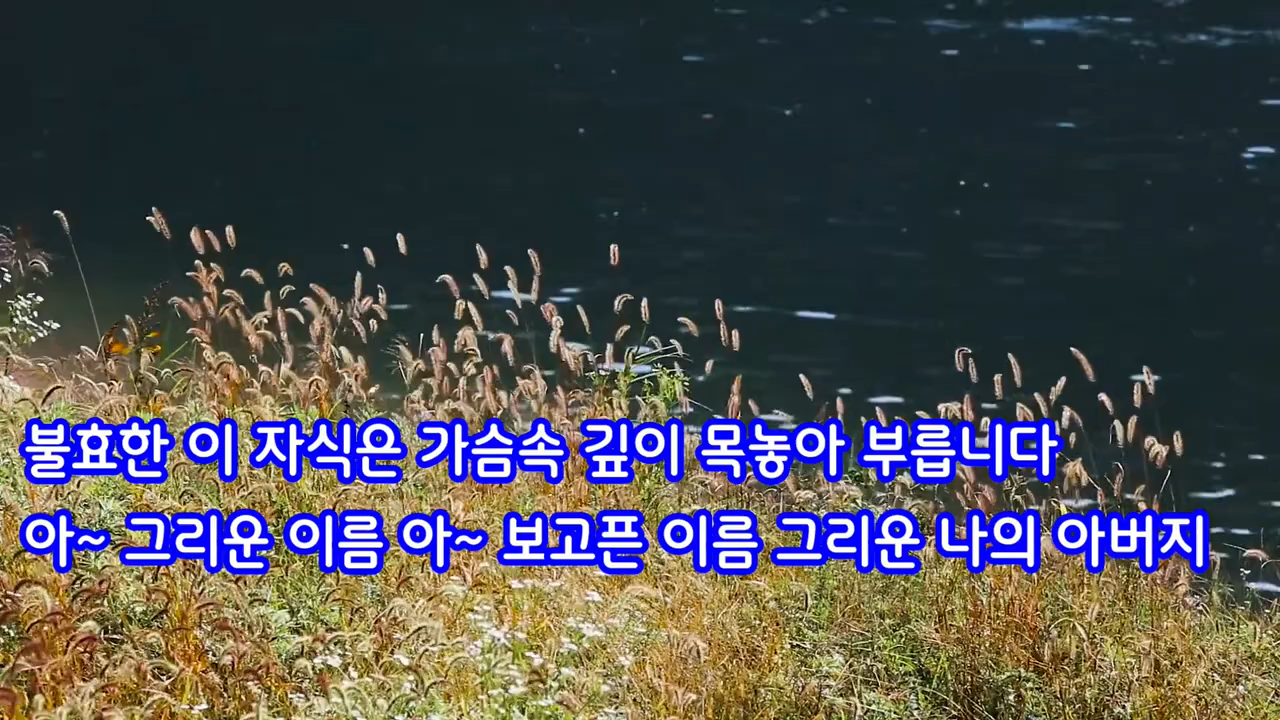 불효한 이 자식은 가슴속 깊이 목놓아 부릅니다
아~ 그리운 이름 아~ 보고픈 이름 그리운 나의 아버지